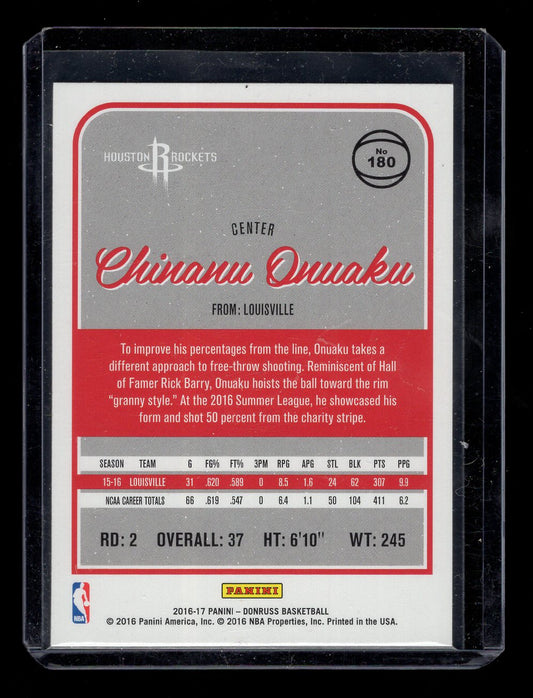 HOUSTON R ROCKETS
No
180
CENTER
Chinanu Onuaku
FROM: LOUISVILLE
To improve his percentages from the line, Onuaku takes a
different approach to free-throw shooting. Reminiscent of Hall
of Famer Rick Barry, Onuaku hoists the ball toward the rim
“granny style.” At the 2016 Summer League, he showcased his
form and shot 50 percent from the charity stripe.
SEASON TEAM G FG% FT% 3PM RPG APG STL BLK PTS PPG
15-16 LOUISVILLE 31 .620 .589 0 8.5 1.6 24 62 307 9.9
NCAA CAREER TOTALS 66 .619 .547 0 6.4 1.1 50 104 411 6.2
RD: 2 OVERALL: 37 HT: 6'10" WT: 245
PANINI
NBA
2016-17 PANINI – DONRUSS BASKETBALL
© 2016 Panini America, Inc. © 2016 NBA Properties, Inc. Printed in the USA.